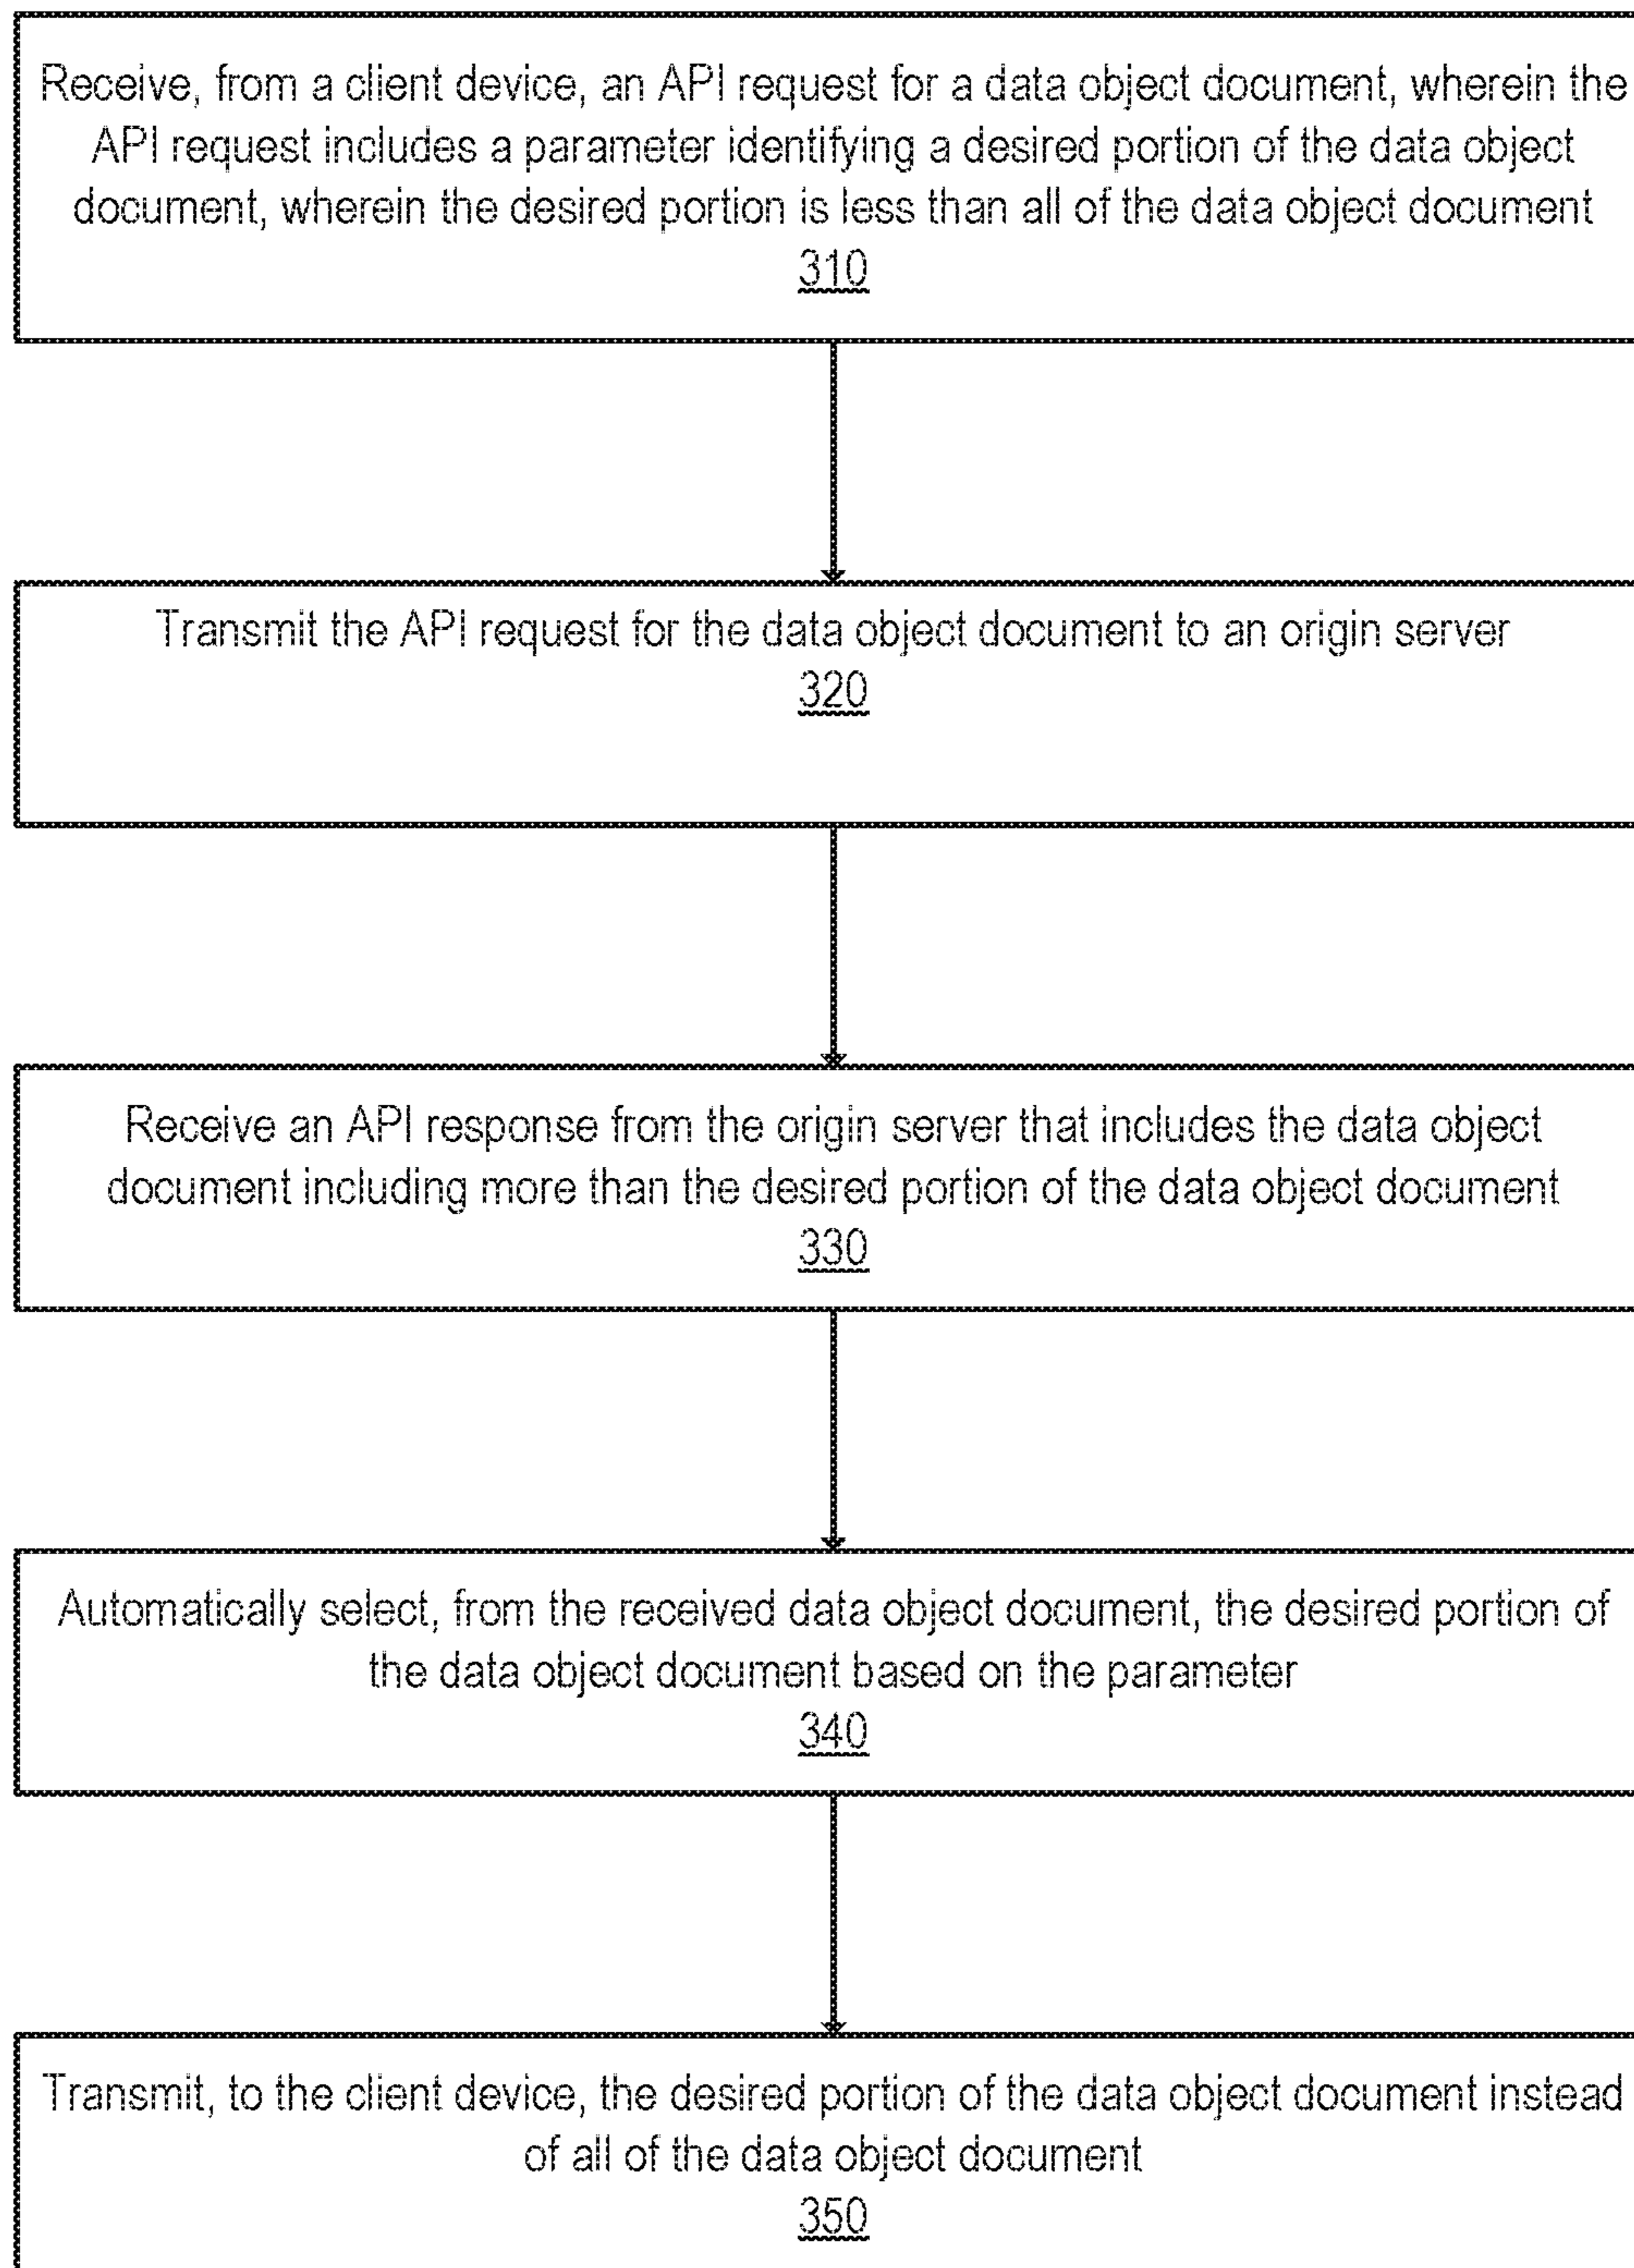 Receive, from a client device, an API request for a data object document, wherein the
API request includes a parameter identifying a desired portion of the data object
document, wherein the desired portion is less than all of the data object document
310
Transmit the API request for the data object document to an origin server
320
Receive an API response from the origin server that includes the data object
document including more than the desired portion of the data object document
330
Automatically select, from the received data object document, the desired portion of
the data object document based on the parameter
340
Transmit, to the client device, the desired portion of the data object document instead
of all of the data object document
350